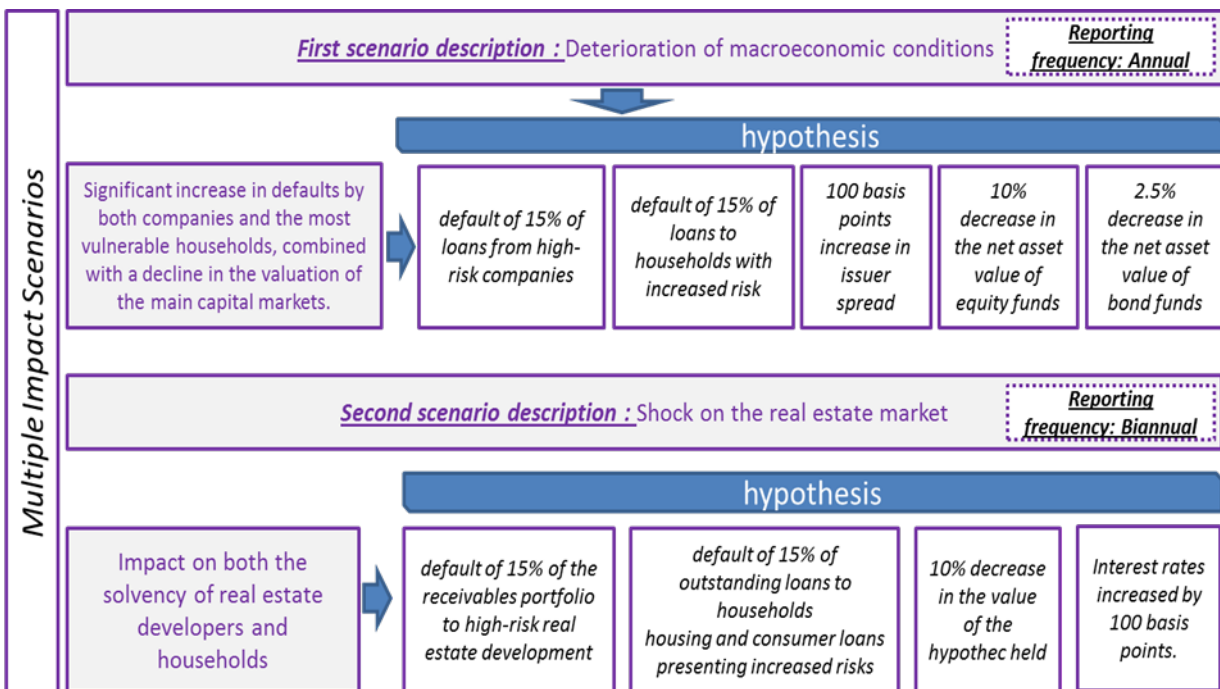 Multiple Impact Scenarios
First scenario description : Deterioration of macroeconomic conditions
Reporting
frequency: Annual
hypothesis
Significant increase in defaults by
both companies and the most
vulnerable households, combined
with a decline in the valuation of
the main capital markets.
default of 15% of
loans from high-
risk companies
default of 15% of
loans to
households with
increased risk
100 basis
points
increase in
issuer
spread
10%
decrease in
the net asset
value of
equity funds
2.5%
decrease in
the net asset
value of
bond funds
Second scenario description : Shock on the real estate market
Reporting
frequency: Biannual
hypothesis
Impact on both the
solvency of real estate
developers and
households
default of 15% of the
receivables portfolio
to high-risk real
estate development
default of 15% of
outstanding loans to
households
housing and consumer loans
presenting increased risks
10% decrease
in the value
of the
hypothec held
Interest rates
increased by
100 basis
points.